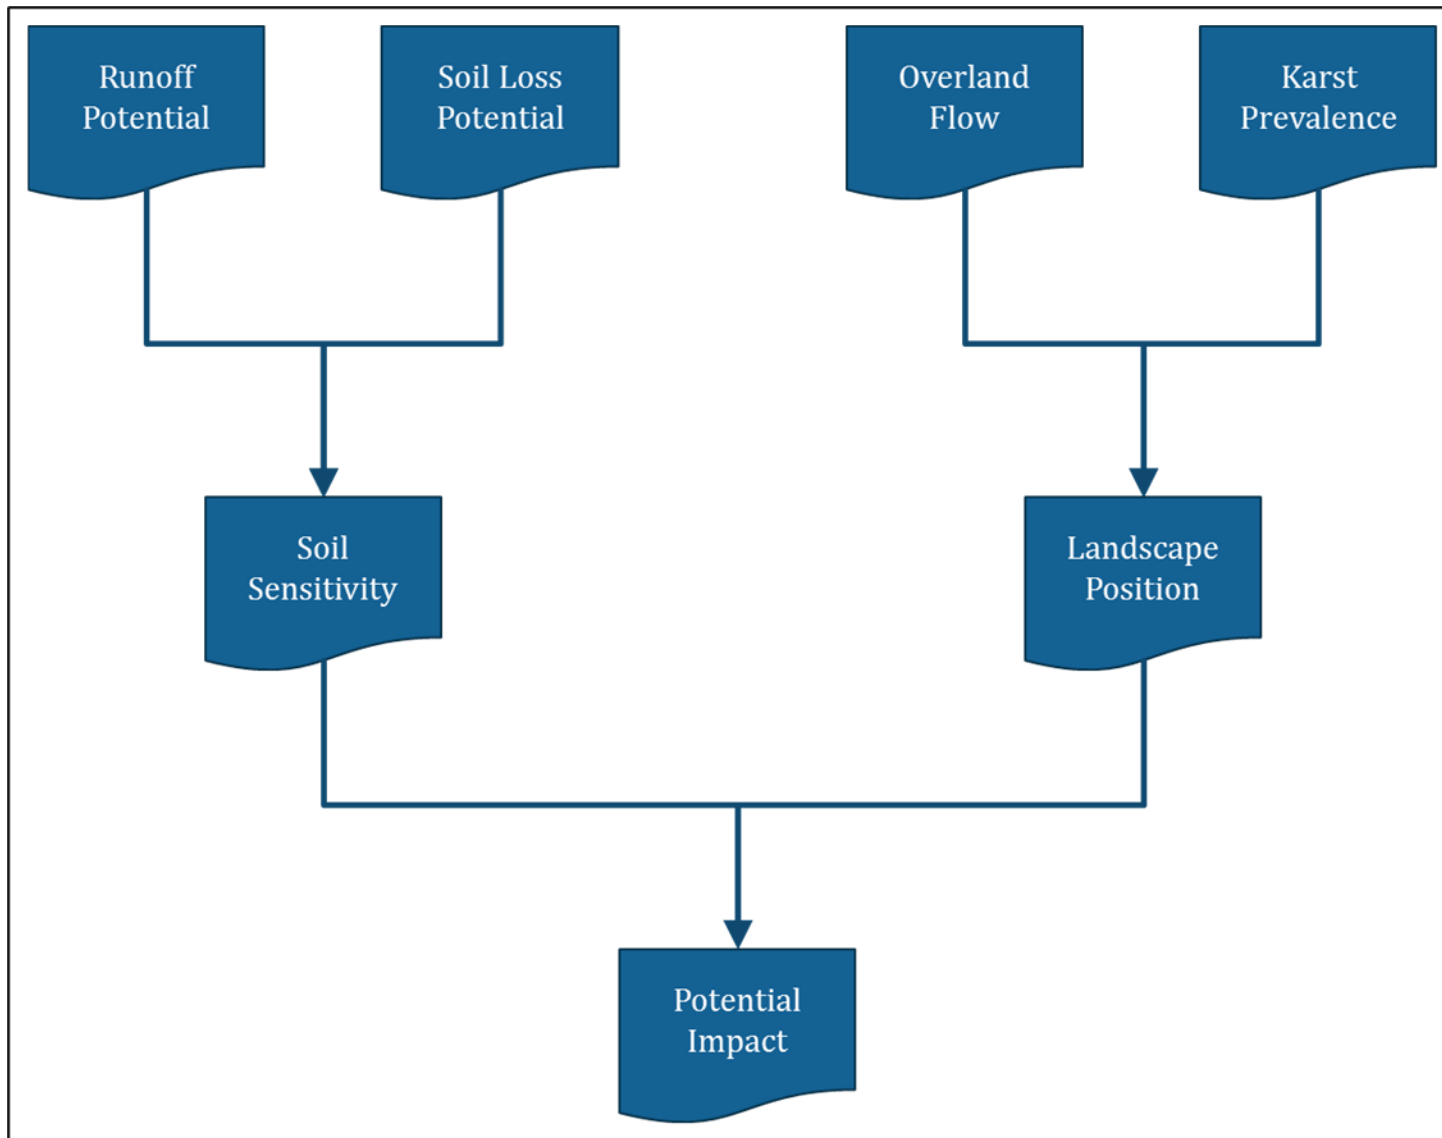 Runoff
Potential
Soil Loss
Potential
Overland
Flow
Karst
Prevalence
Soil
Sensitivity
Landscape
Position
Potential
Impact